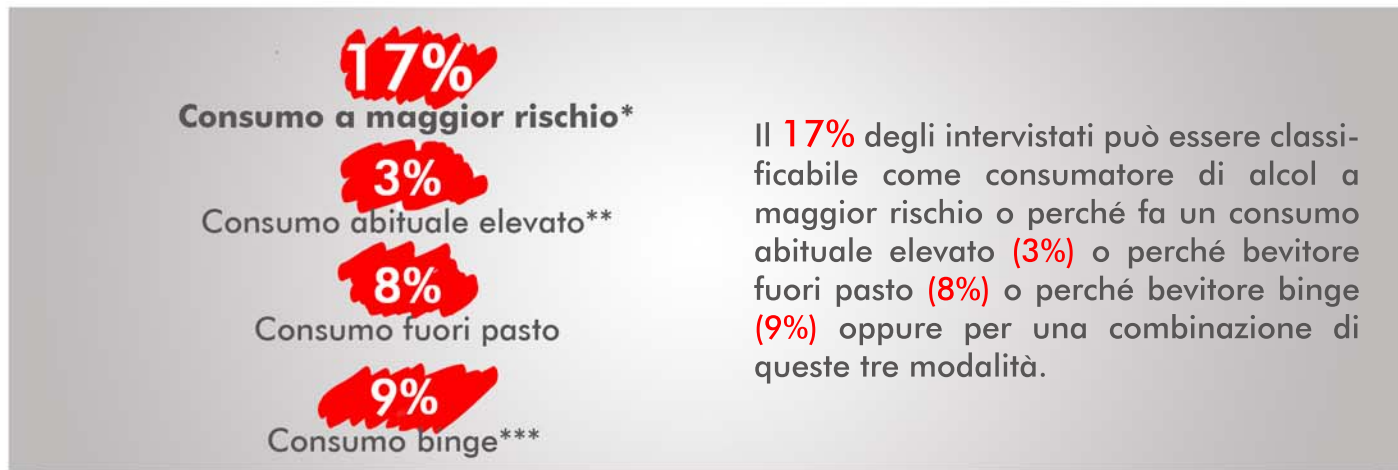 17%
Consumo a maggior rischio*
3%
Consumo abituale elevato**
8%
Consumo fuori pasto
9%
Consumo binge***
Il 17% degli intervistati può essere classi-
ficabile come consumatore di alcol a
maggior rischio o perché fa un consumo
abituale elevato (3%) o perché bevitore
fuori pasto (8%) o perché bevitore binge
(9%) oppure per una combinazione di
queste tre modalità.